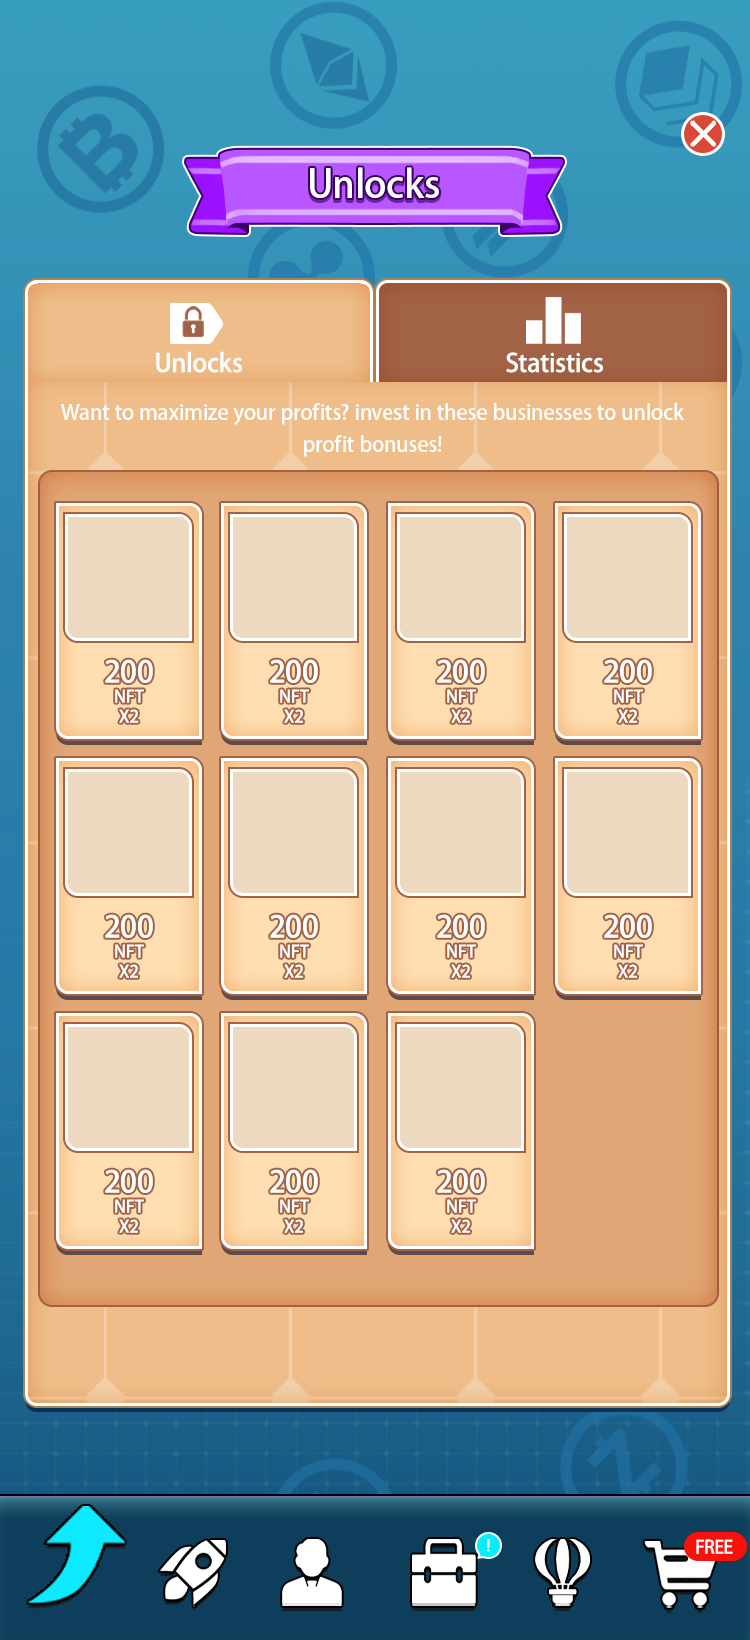 Unlocks
Unlocks
Statistics
Want to maximize your profits? invest in these businesses to unlock
profit bonuses!
200 200 200 200
NFT NFT NFT NFT
X2 X2 X2 X2
200 200 200 200
NFT NFT NFT NFT
X2 X2 X2 X2
200 200 200
NFT NFT NFT
X2 X2 X2
!
FREE